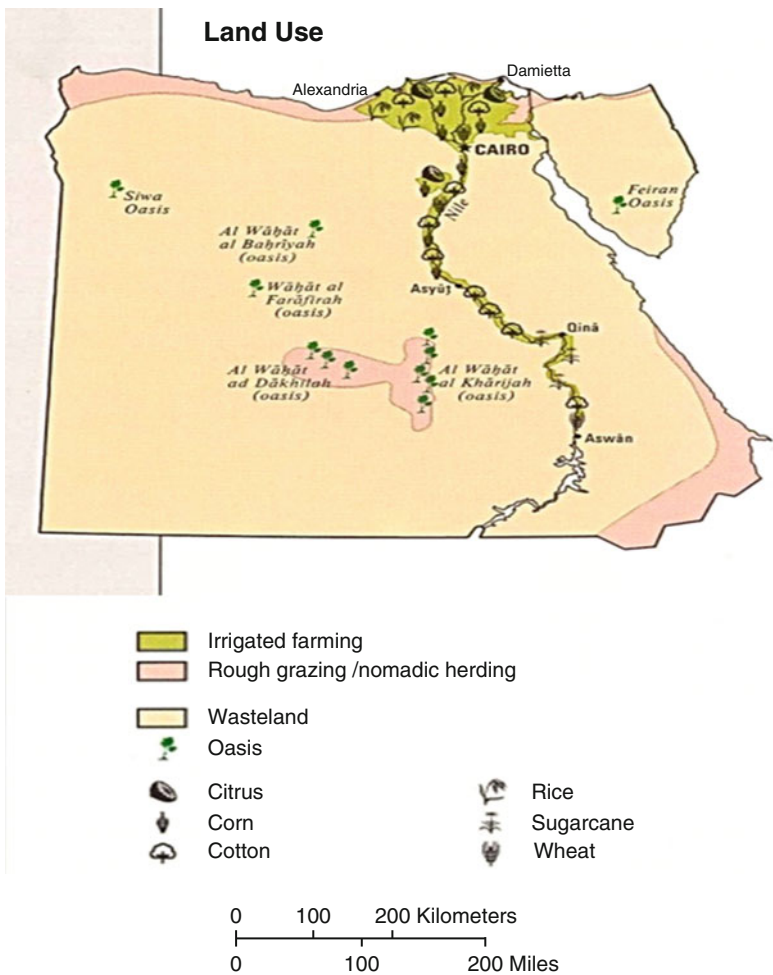 Land Use
Damietta
Alexandria
CAIRO
Nile
Siwa
Oasis
Feiran
Oasis
Al Wāḥāt
al Baḥrīyah
(oasis)
Wāḥāt al
Farāfirah
(oasis)
Asyūṭ
Qinā
Al Wāḥāt
ad Dākhilah
(oasis)
Al Wāḥāt
al Khārijah
(oasis)
Aswān
Irrigated farming
Rough grazing /nomadic herding
Wasteland
Oasis
Citrus
Corn
Cotton
Rice
Sugarcane
Wheat
0 100 200 Kilometers
0 100 200 Miles